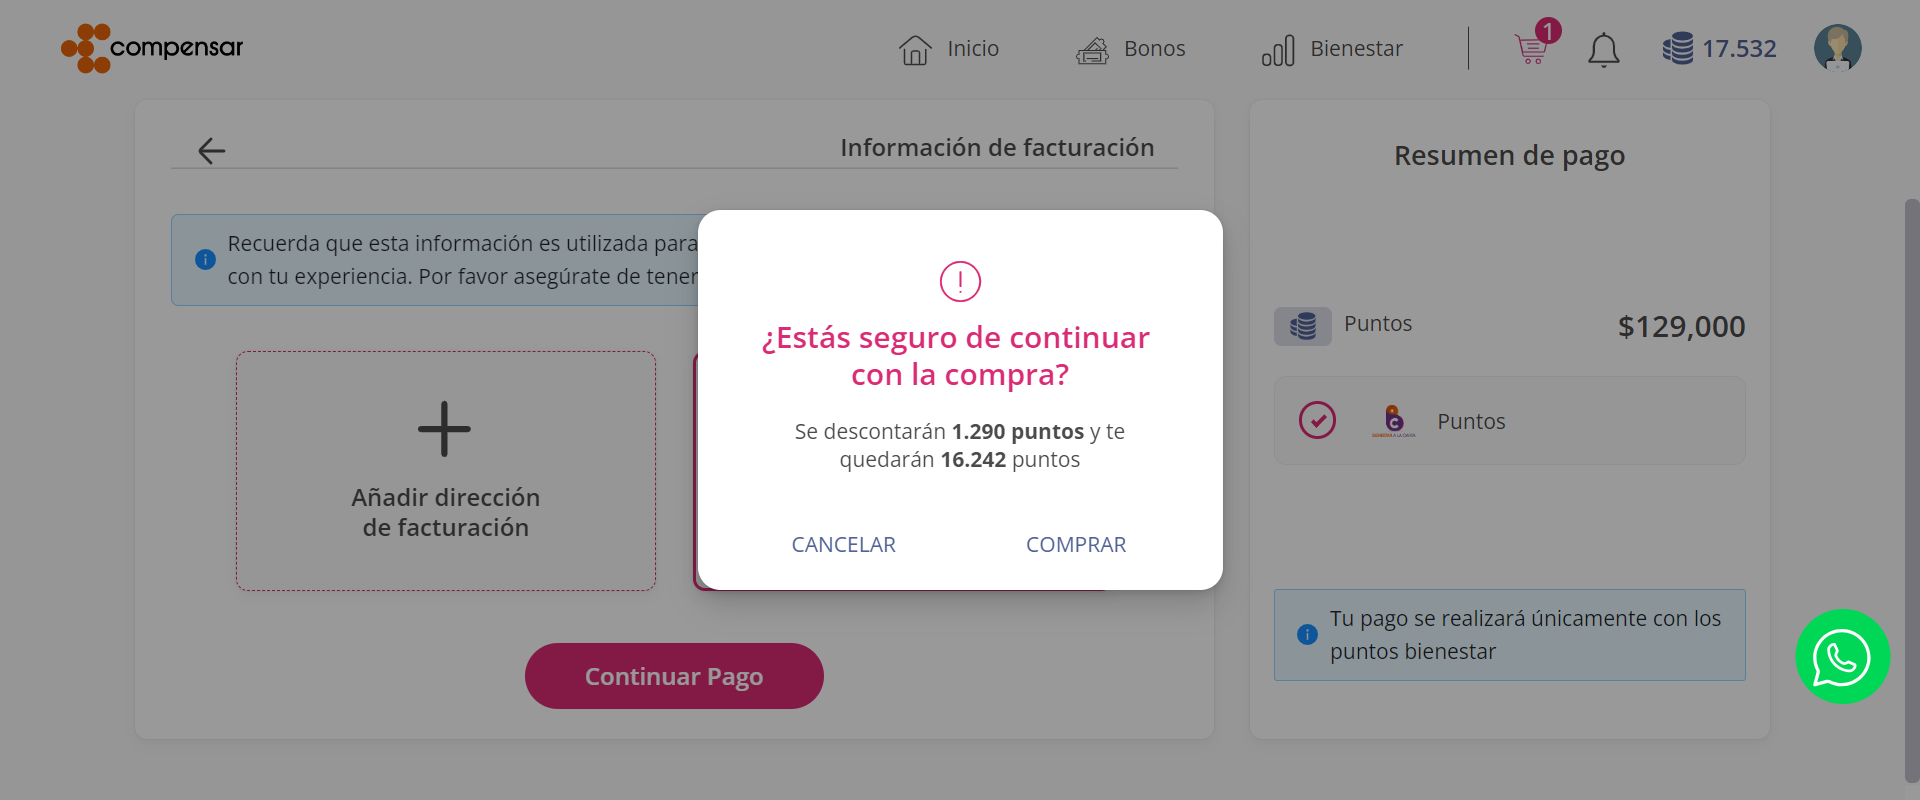 compensar
Inicio
Bonos
Bienestar
1
17.532
Información de facturación
Recuerda que esta información es utilizada para
con tu experiencia. Por favor asegúrate de tener
Añadir dirección
de facturación
Continuar Pago
¿Estás seguro de continuar
con la compra?
Se descontarán 1.290 puntos y te
quedarán 16.242 puntos
CANCELAR
COMPRAR
Resumen de pago
Puntos
$129,000
Puntos
Tu pago se realizará únicamente con los
puntos bienestar